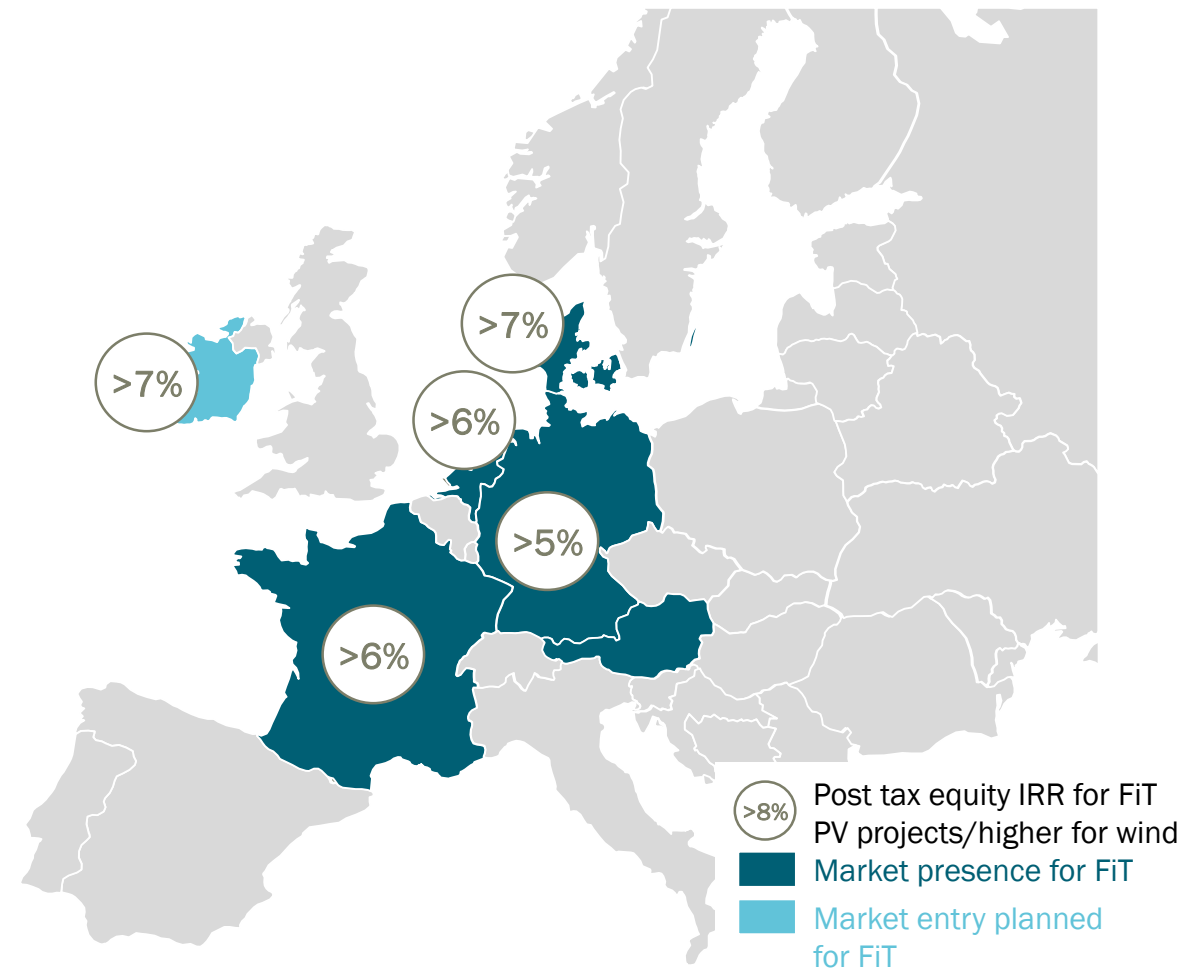 >7%
>7%
>6%
>5%
>6%
>8%
Post tax equity IRR for FiT
PV projects/higher for wind
Market presence for FiT
Market entry planned
for FiT